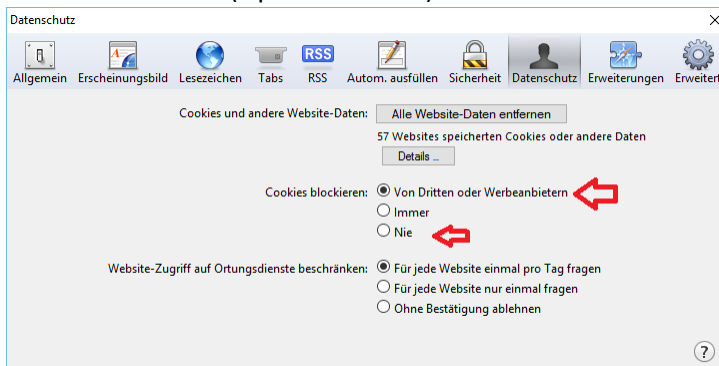 Datenschutz
RSS
Allgemein Erscheinungsbild Lesezeichen Tabs RSS Autom. ausfüllen Sicherheit Datenschutz Erweiterungen Erweitert
Cookies und andere Website-Daten: Alle Website-Daten entfernen
57 Websites speicherten Cookies oder andere Daten
Details ...
Cookies blockieren: Von Dritten oder Werbeanbietern
Immer
Nie
Website-Zugriff auf Ortungsdienste beschränken: Für jede Website einmal pro Tag fragen
Für jede Website nur einmal fragen
Ohne Bestätigung ablehnen
?